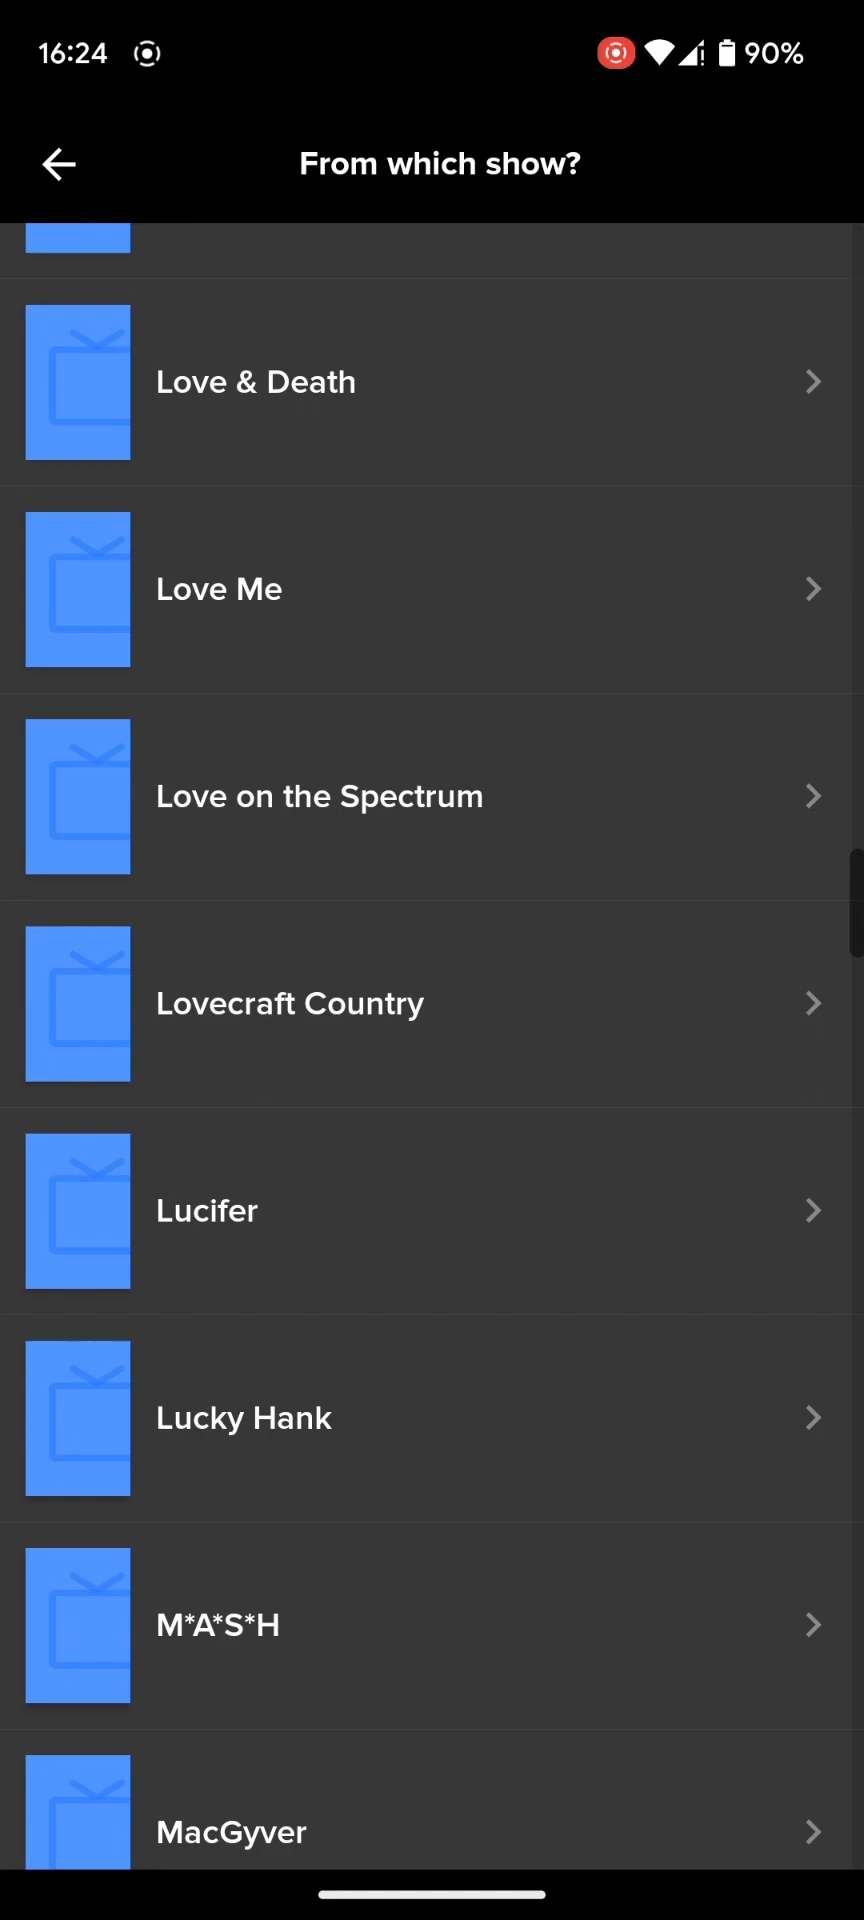 16:24
90%
From which show?
Love & Death
Love Me
Love on the Spectrum
Lovecraft Country
Lucifer
Lucky Hank
M*A*S*H
MacGyver